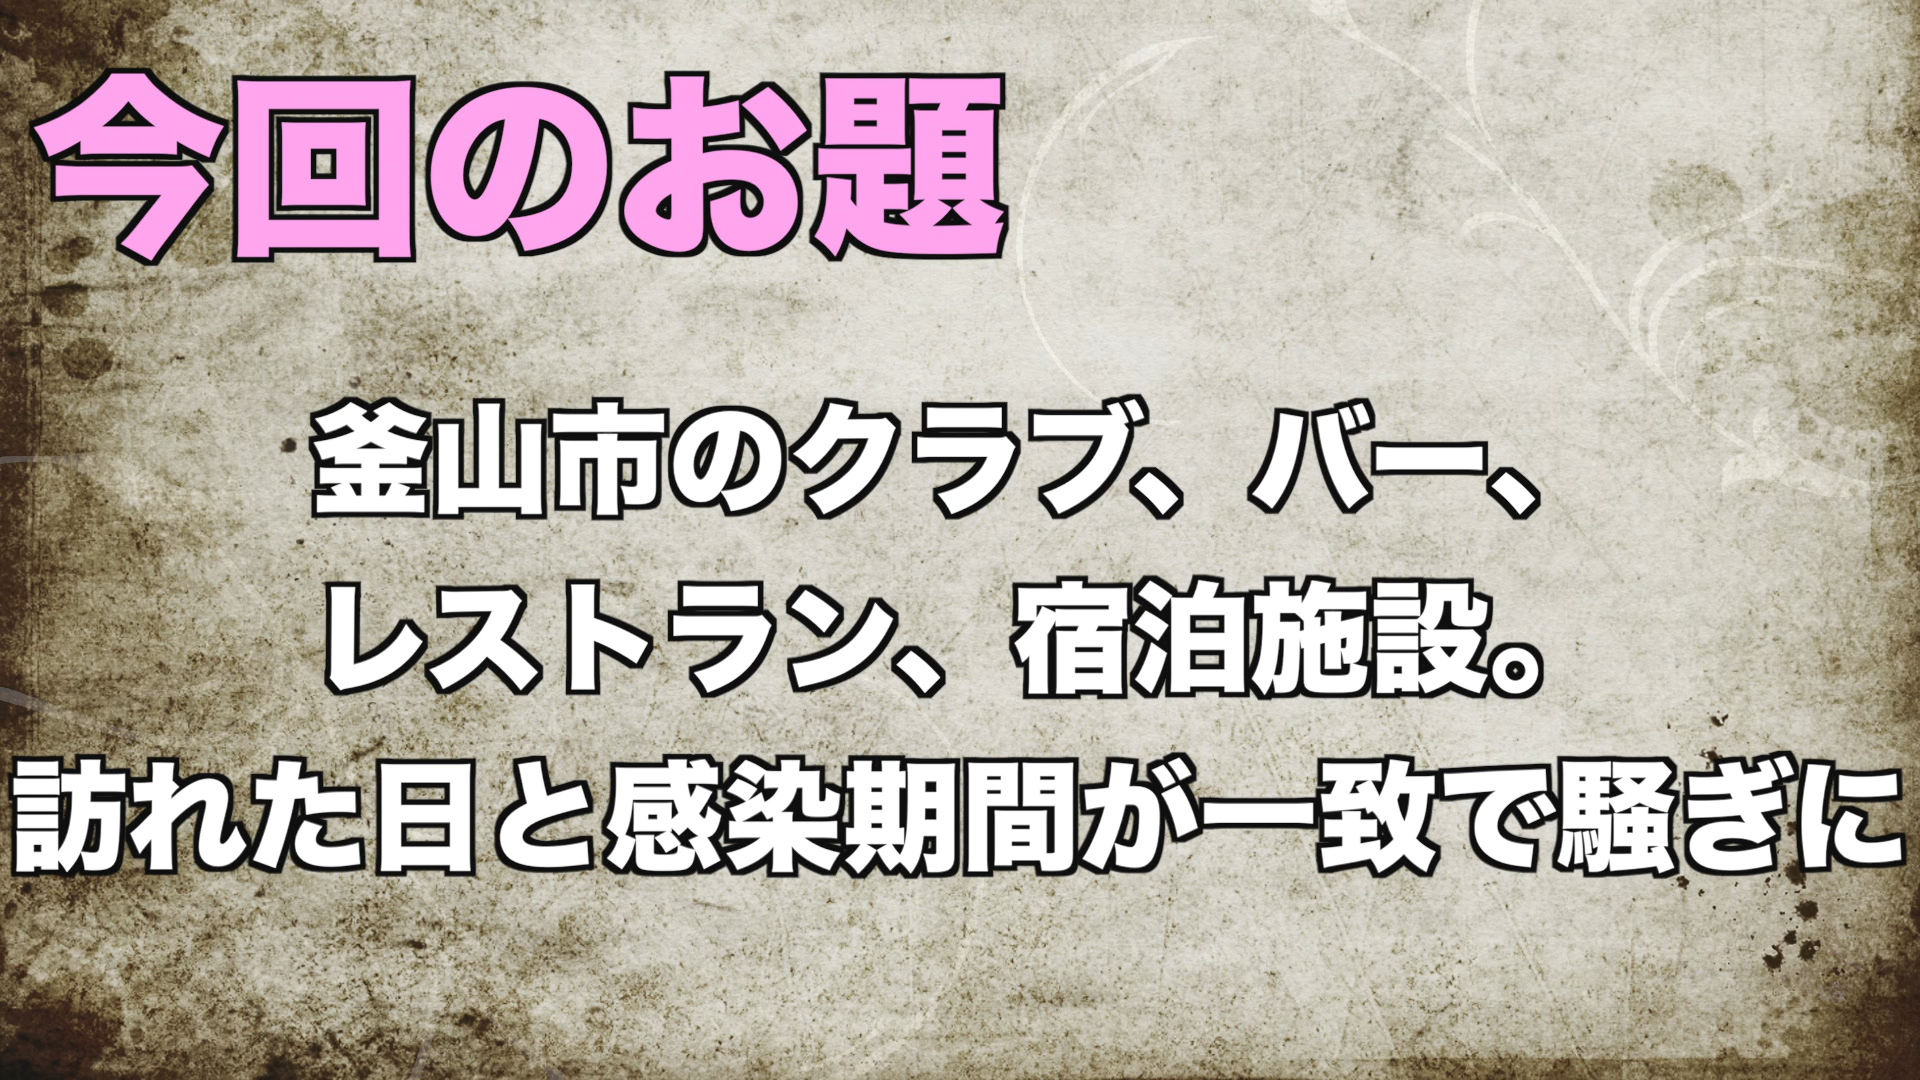 今回のお題
釜山市のクラブ、バー、
レストラン、宿泊施設。
訪れた日と感染期間が一致で騒ぎに